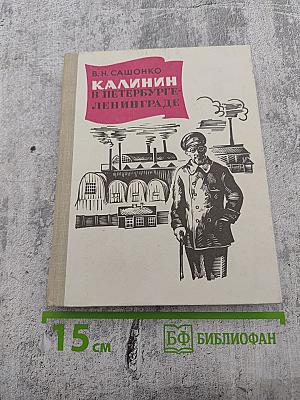 В. Н. САШОНКО
КАЛИНИН
В ПЕТЕРБУРГЕ-
ЛЕНИНГРАДЕ
15 см
БФ БИБЛИОФАН